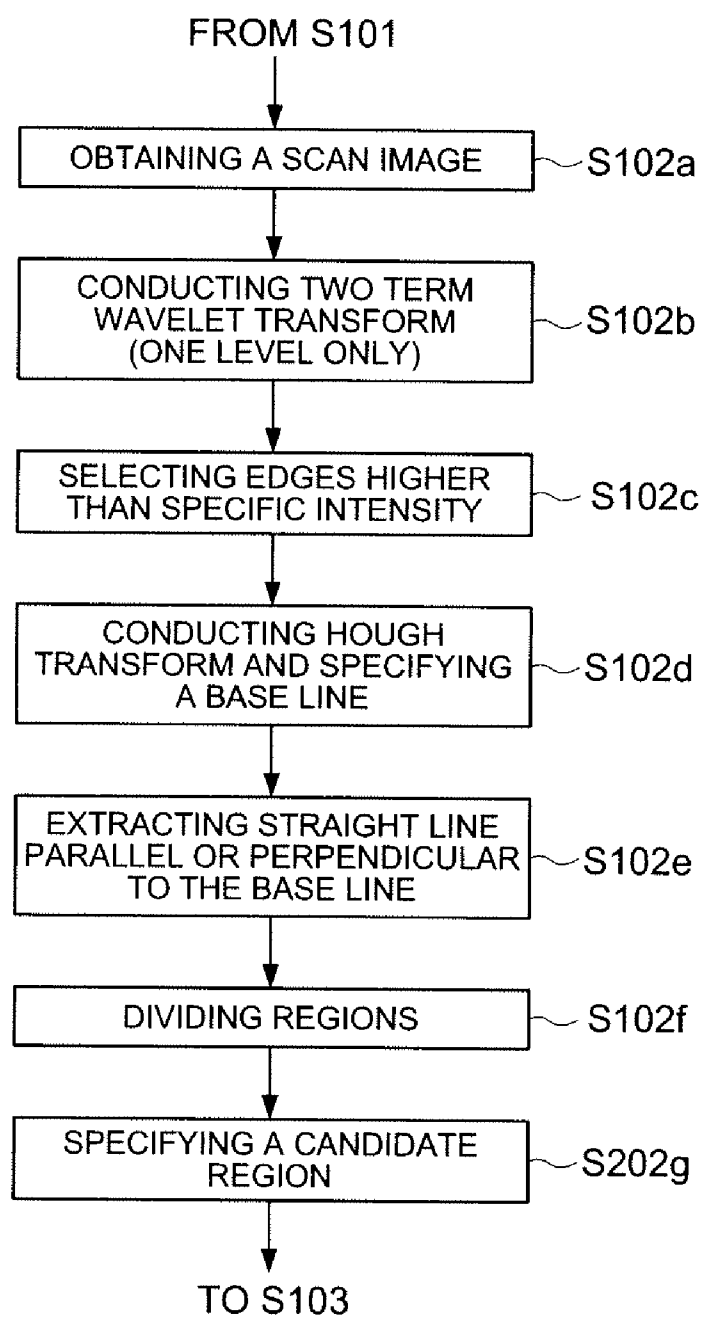 FROM S101
OBTAINING A SCAN IMAGE
S102a
CONDUCTING TWO TERM
WAVELET TRANSFORM
(ONE LEVEL ONLY)
S102b
SELECTING EDGES HIGHER
THAN SPECIFIC INTENSITY
S102c
CONDUCTING HOUGH
TRANSFORM AND SPECIFYING
A BASE LINE
S102d
EXTRACTING STRAIGHT LINE
PARALLEL OR PERPENDICULAR
TO THE BASE LINE
S102e
DIVIDING REGIONS
S102f
SPECIFYING A CANDIDATE
REGION
S202g
TO S103